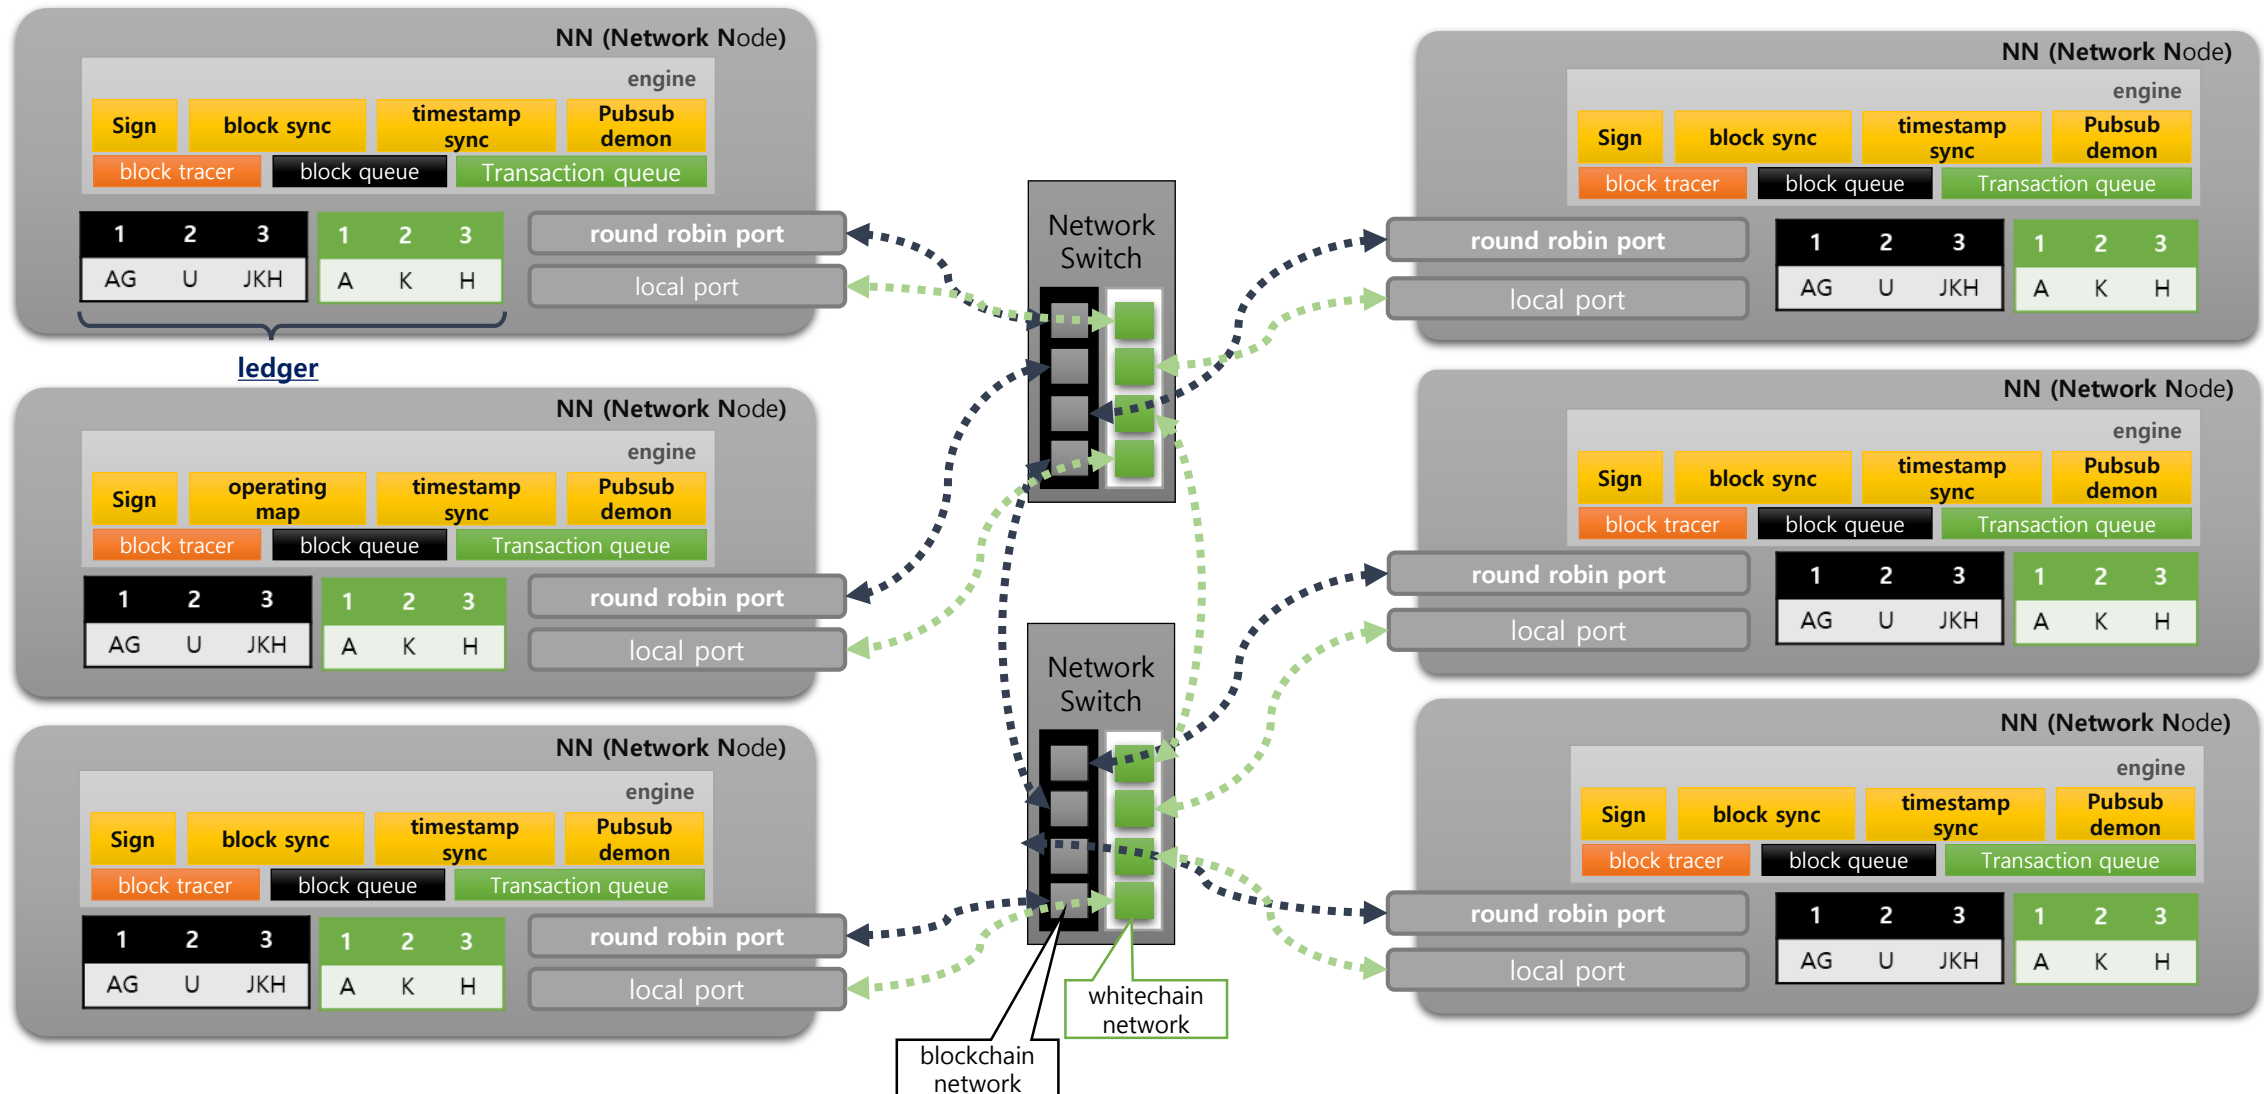 NN (Network Node)
engine
Sign
block sync
timestamp
sync
Pubsub
demon
block tracer
block queue
Transaction queue
1 2 3
AG U JKH
1 2 3
A K H
round robin port
local port
ledger
NN (Network Node)
engine
Sign
operating
map
timestamp
sync
Pubsub
demon
block tracer
block queue
Transaction queue
1 2 3
AG U JKH
1 2 3
A K H
round robin port
local port
NN (Network Node)
engine
Sign
block sync
timestamp
sync
Pubsub
demon
block tracer
block queue
Transaction queue
1 2 3
AG U JKH
1 2 3
A K H
round robin port
local port
Network
Switch
Network
Switch
whitechain
network
blockchain
network
NN (Network Node)
engine
Sign
block sync
timestamp
sync
Pubsub
demon
block tracer
block queue
Transaction queue
round robin port
local port
1 2 3
AG U JKH
1 2 3
A K H
NN (Network Node)
engine
Sign
block sync
timestamp
sync
Pubsub
demon
block tracer
block queue
Transaction queue
round robin port
local port
1 2 3
AG U JKH
1 2 3
A K H
NN (Network Node)
engine
Sign
block sync
timestamp
sync
Pubsub
demon
block tracer
block queue
Transaction queue
round robin port
local port
1 2 3
AG U JKH
1 2 3
A K H